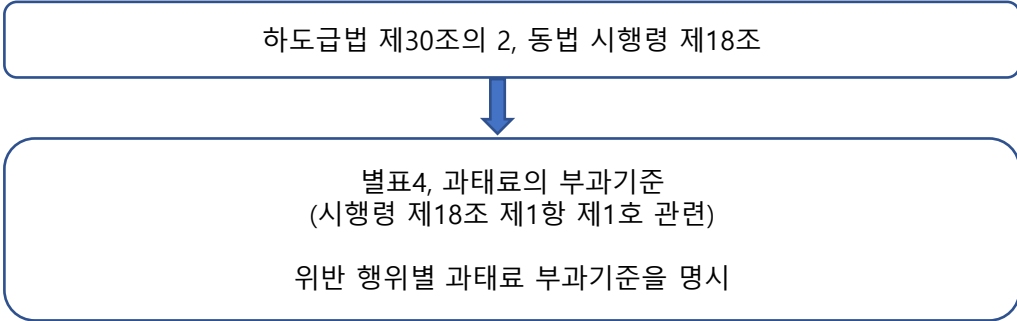 하도급법 제30조의 2, 동법 시행령 제18조
별표4, 과태료의 부과기준
(시행령 제18조 제1항 제1호 관련)
위반 행위별 과태료 부과기준을 명시